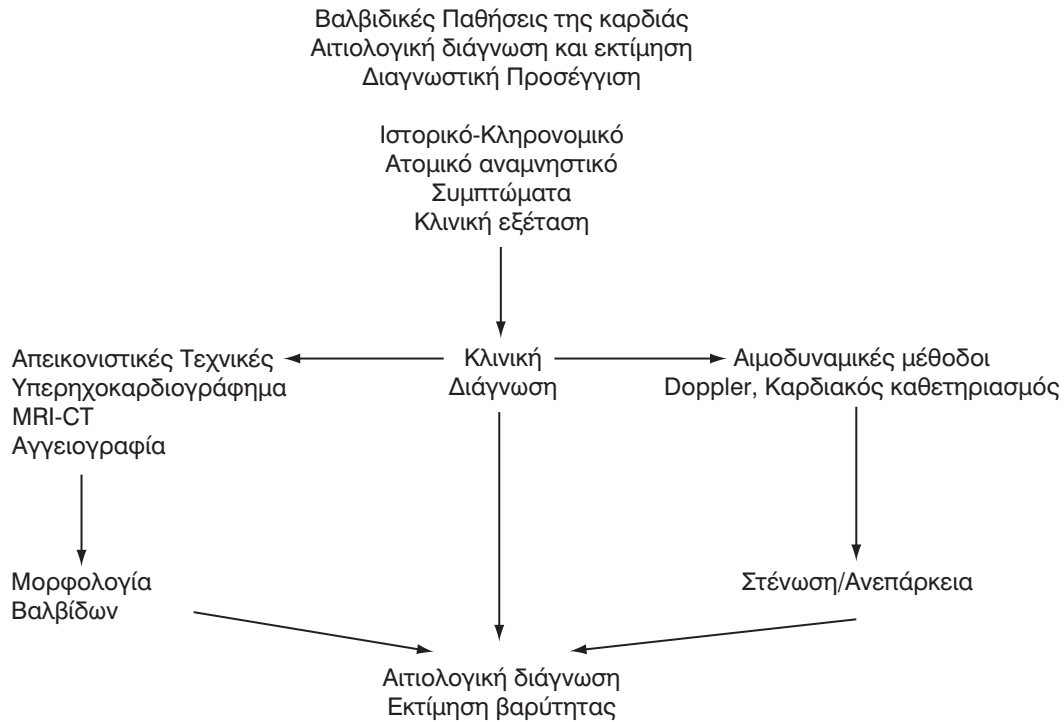 Βαλβιδικές Παθήσεις της καρδιάς
Αιτιολογική διάγνωση και εκτίμηση
Διαγνωστική Προσέγγιση
Ιστορικό-Κληρονομικό
Ατομικό αναμνηστικό
Συμπτώματα
Κλινική εξέταση
Απεικονιστικές Τεχνικές
Υπερηχοκαρδιογράφημα
MRI-CT
Αγγειογραφία
Κλινική
Διάγνωση
Αιμοδυναμικές μέθοδοι
Doppler, Καρδιακός καθετηριασμός
Μορφολογία
Βαλβίδων
Στένωση/Ανεπάρκεια
Αιτιολογική διάγνωση
Εκτίμηση βαρύτητας